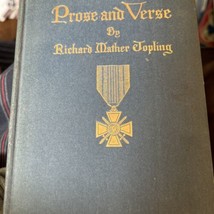 Prose and Verse
By
Richard Mather Jopling